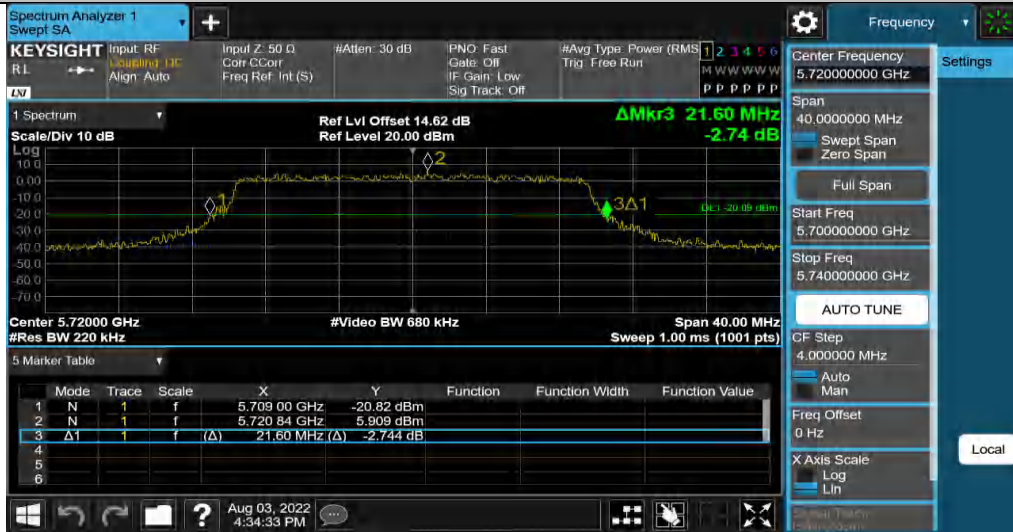 Spectrum Analyzer 1
Swept SA
+
Frequency
KEYSIGHT
RL
LXI
Input: RF
Coupling: DC
Align: Auto
Input Z: 50 Ω
Corr CCorr
Freq Ref: Int (S)
#Atten: 30 dB
PNO: Fast
Gate: Off
IF Gain: Low
Sig Track: Off
#Avg Type: Power (RMS
Trig: Free Run
1 2 3 4 5 6
M W W W W W
P P P P P P
1 Spectrum
Scale/Div 10 dB
Ref Lvl Offset 14.62 dB
Ref Level 20.00 dBm
ΔMkr3 21.60 MHz
-2.74 dB
Log
10.0
0.00
-10.0
-20.0
-30.0
-40.0
-50.0
-60.0
-70.0
1
2
3Δ1
DL1 -20.09 dBm
Center 5.72000 GHz
#Video BW 680 kHz
Span 40.00 MHz
#Res BW 220 kHz
Sweep 1.00 ms (1001 pts)
5 Marker Table
Mode Trace Scale X Y Function Function Width Function Value
1 N 1 f 5.709 00 GHz -20.82 dBm
2 N 1 f 5.720 84 GHz 5.909 dBm
3 Δ1 1 f (Δ) 21.60 MHz (Δ) -2.744 dB
4
5
6
Center Frequency
5.720000000 GHz
Settings
Span
40.0000000 MHz
Swept Span
Zero Span
Full Span
Start Freq
5.700000000 GHz
Stop Freq
5.740000000 GHz
AUTO TUNE
CF Step
4.000000 MHz
Auto
Man
Freq Offset
0 Hz
X Axis Scale
Log
Lin
Local
?
Aug 03, 2022
4:34:33 PM